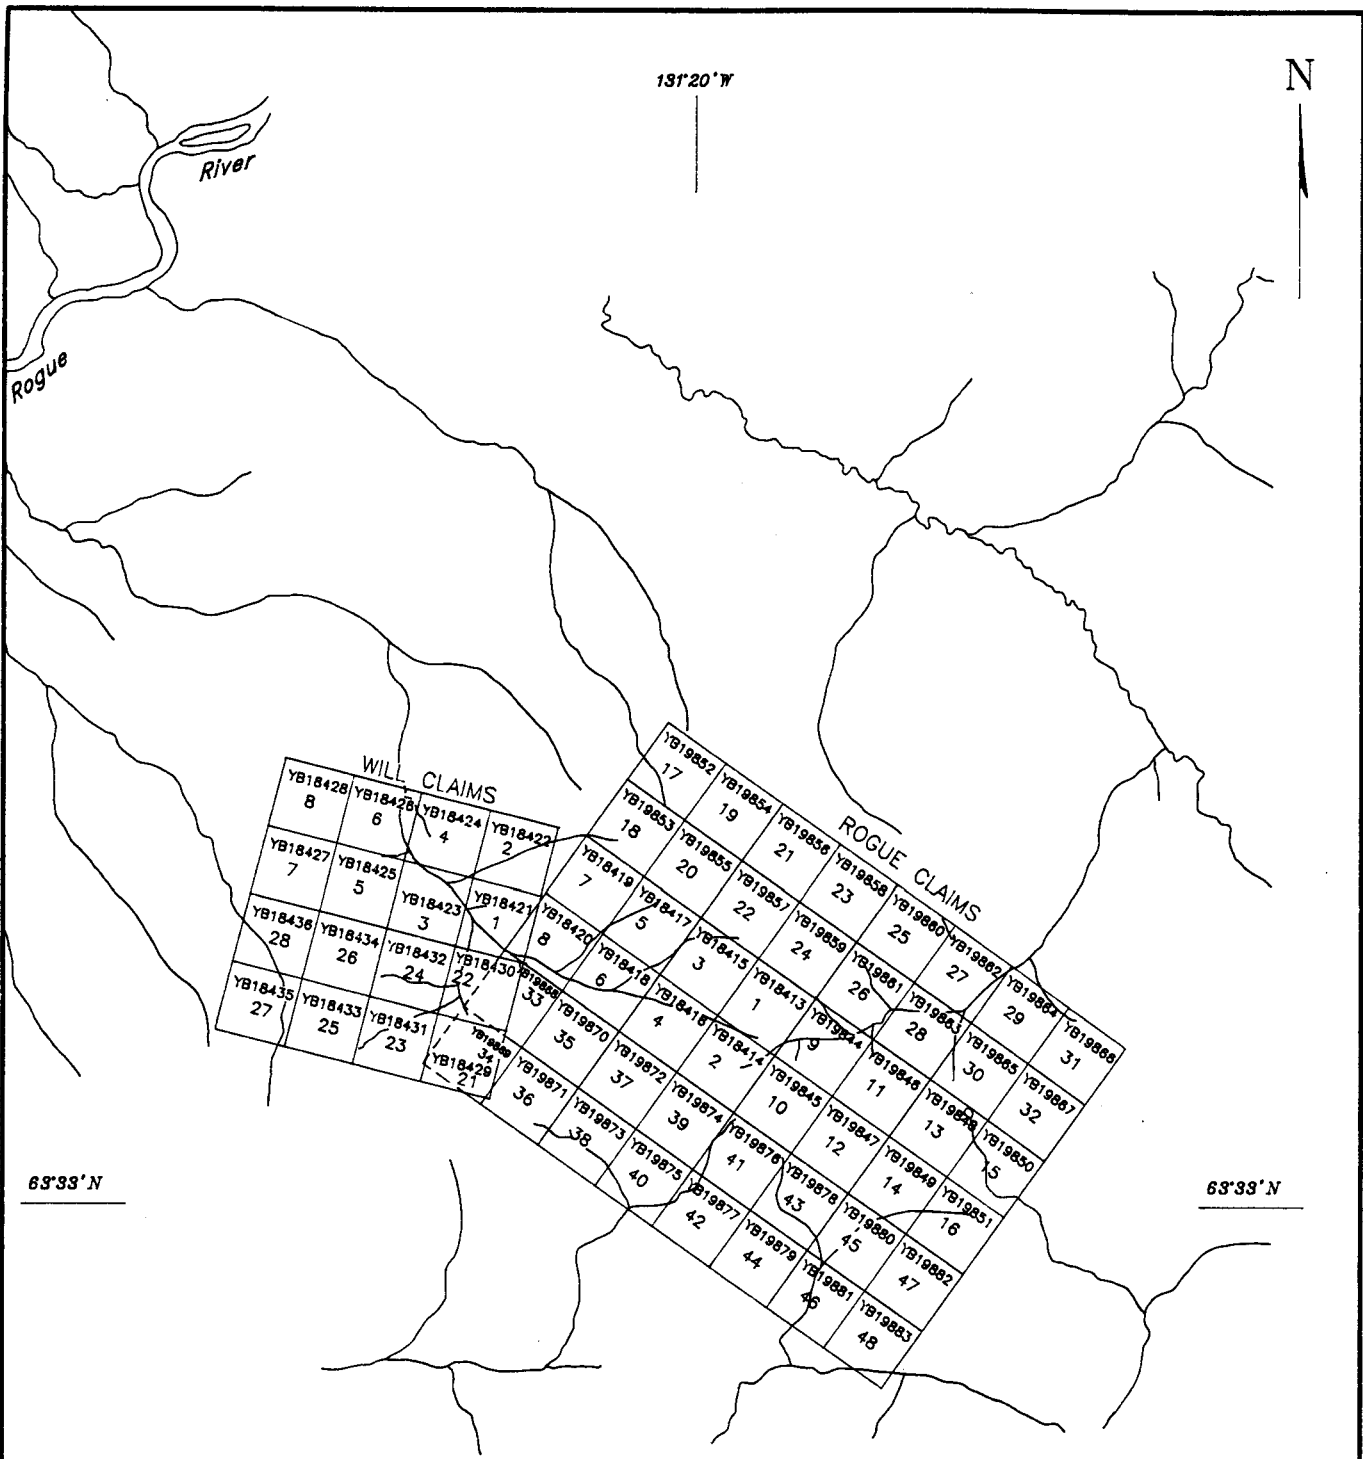 131°20'W
N
River
Rogue
WILL CLAIMS
YB18428
8
YB18426
6
YB18424
4
YB18422
2
YB18427
7
YB18425
5
YB18423
3
YB18421
1
YB18436
28
YB18434
26
YB18432
24
YB18430
22
YB18435
27
YB18433
25
YB18431
23
YB18429
21
ROGUE CLAIMS
YB19852
17
YB19854
19
YB19856
21
YB19858
23
YB19860
25
YB19862
27
YB19864
29
YB19866
31
YB19853
18
YB19855
20
YB19857
22
YB19859
24
YB19861
26
YB19863
28
YB19865
30
YB19867
32
YB18419
7
YB18417
5
YB18415
3
YB18413
1
YB19844
9
YB19846
11
YB19848
13
YB19850
15
YB18420
8
YB18418
6
YB18416
4
YB18414
2
YB19845
10
YB19847
12
YB19849
14
YB19851
16
YB19868
33
YB19870
35
YB19872
37
YB19874
39
YB19876
41
YB19878
43
YB19880
45
YB19882
47
YB19869
34
YB19871
36
YB19873
38
YB19875
40
YB19877
42
YB19879
44
YB19881
46
YB19883
48
63°33'N
63°33'N